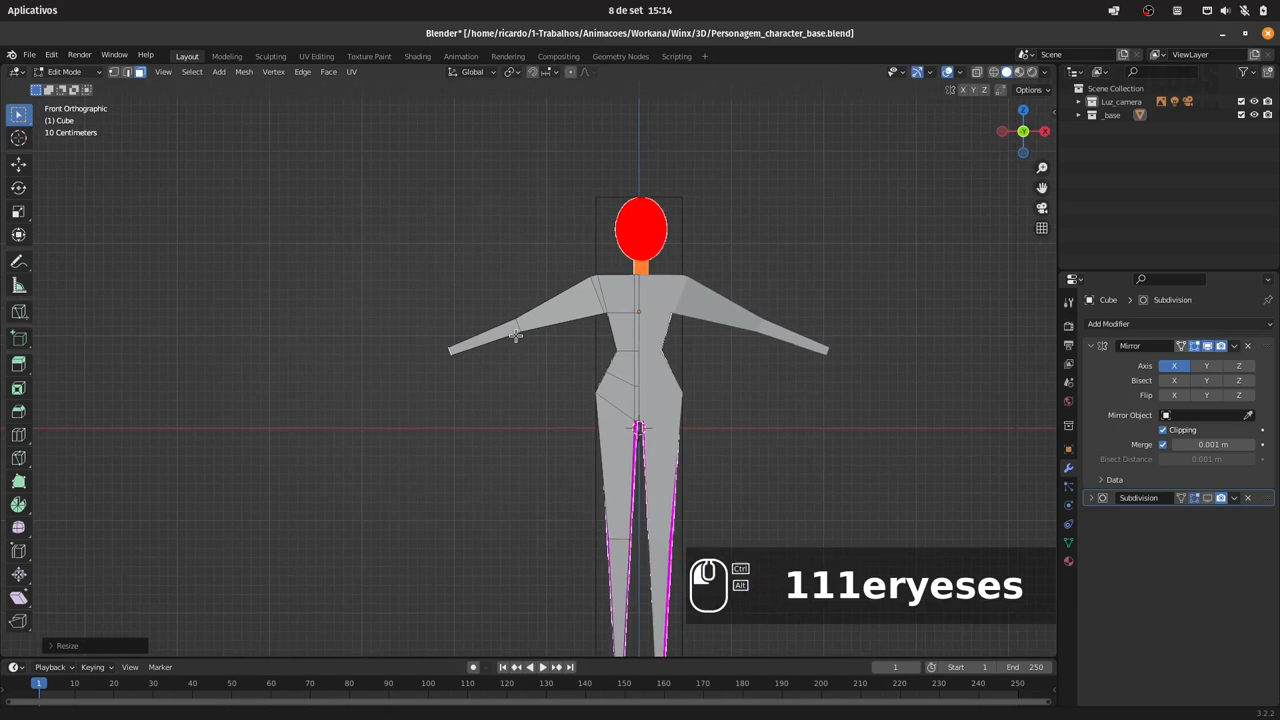 Aplicativos
8 de set 15:14
Blender* [/home/ricardo/1-Trabalhos/Animacoes/Workana/Winx/3D/Personagem_character_base.blend]
File Edit Render Window Help
Layout Modeling Sculpting UV Editing Texture Paint Shading Animation Rendering Compositing Geometry Nodes Scripting +
Scene
ViewLayer
Edit Mode
View Select Add Mesh Vertex Edge Face UV
Global
X Y Z
Options
Front Orthographic
(1) Cube
10 Centimeters
Z
Y
X
Scene Collection
Luz_camera
_base
Cube > Subdivision
Add Modifier
Mirror
Axis X Y Z
Bisect X Y Z
Flip X Y Z
Mirror Object
Clipping
Merge 0.001 m
Bisect Distance 0.001 m
Data
Subdivision
Ctrl
Alt
111eryeses
Resize
Playback Keying View Marker
1
Start 1
End 250
1 10 20 30 40 50 60 70 80 90 100 110 120 130 140 150 160 170 180 190 200 210 220 230 240 250
3.2.2